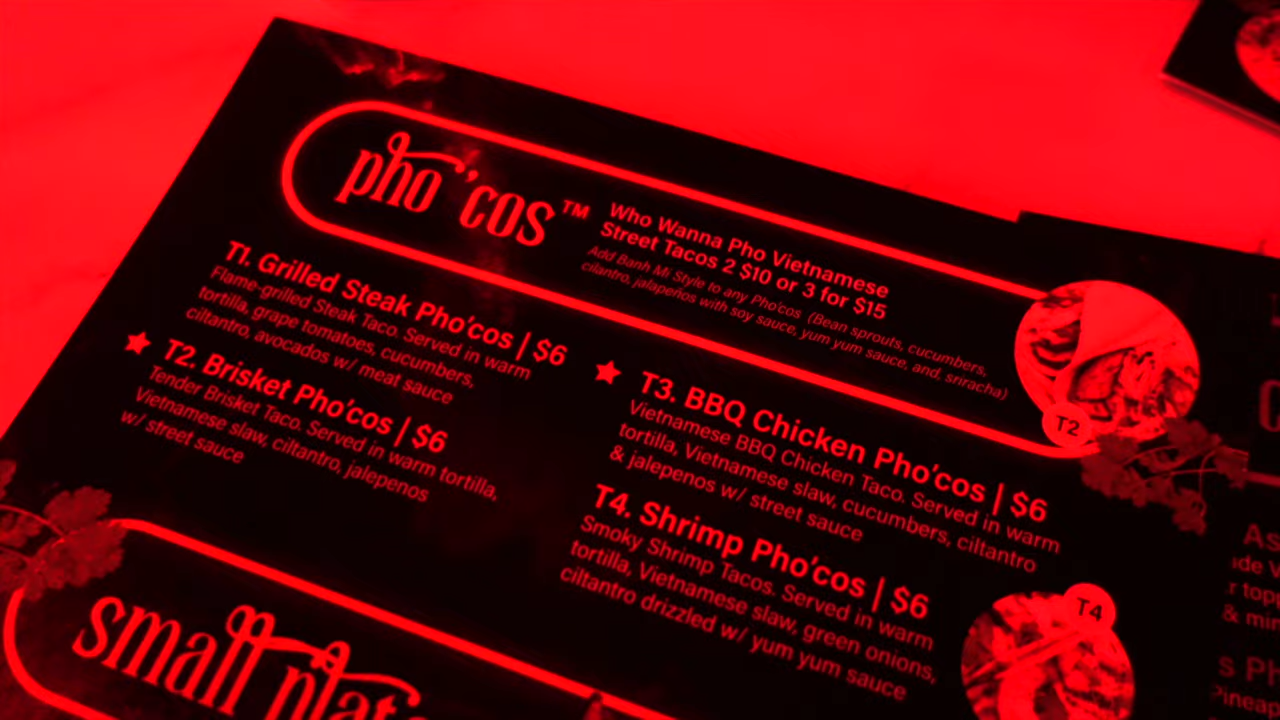 pho'cos™
Who Wanna Pho Vietnamese
Street Tacos 2 $10 or 3 for $15
Add Banh Mi Style to any Pho'cos (Bean sprouts, cucumbers,
cilantro, jalapeños with soy sauce, yum yum sauce, and, sriracha)
T1. Grilled Steak Pho'cos | $6
Flame-grilled Steak Taco. Served in warm
tortilla, grape tomatoes, cucumbers,
ciltantro, avocados w/ meat sauce
T2. Brisket Pho'cos | $6
Tender Brisket Taco. Served in warm tortilla,
Vietnamese slaw, ciltantro, jalepenos
w/ street sauce
T3. BBQ Chicken Pho'cos | $6
Vietnamese BBQ Chicken Taco. Served in warm
tortilla, Vietnamese slaw, cucumbers, ciltantro
& jalepenos w/ street sauce
T4. Shrimp Pho'cos | $6
Smoky Shrimp Tacos. Served in warm
tortilla, Vietnamese slaw, green onions,
ciltantro drizzled w/ yum yum sauce
T2
T4
small